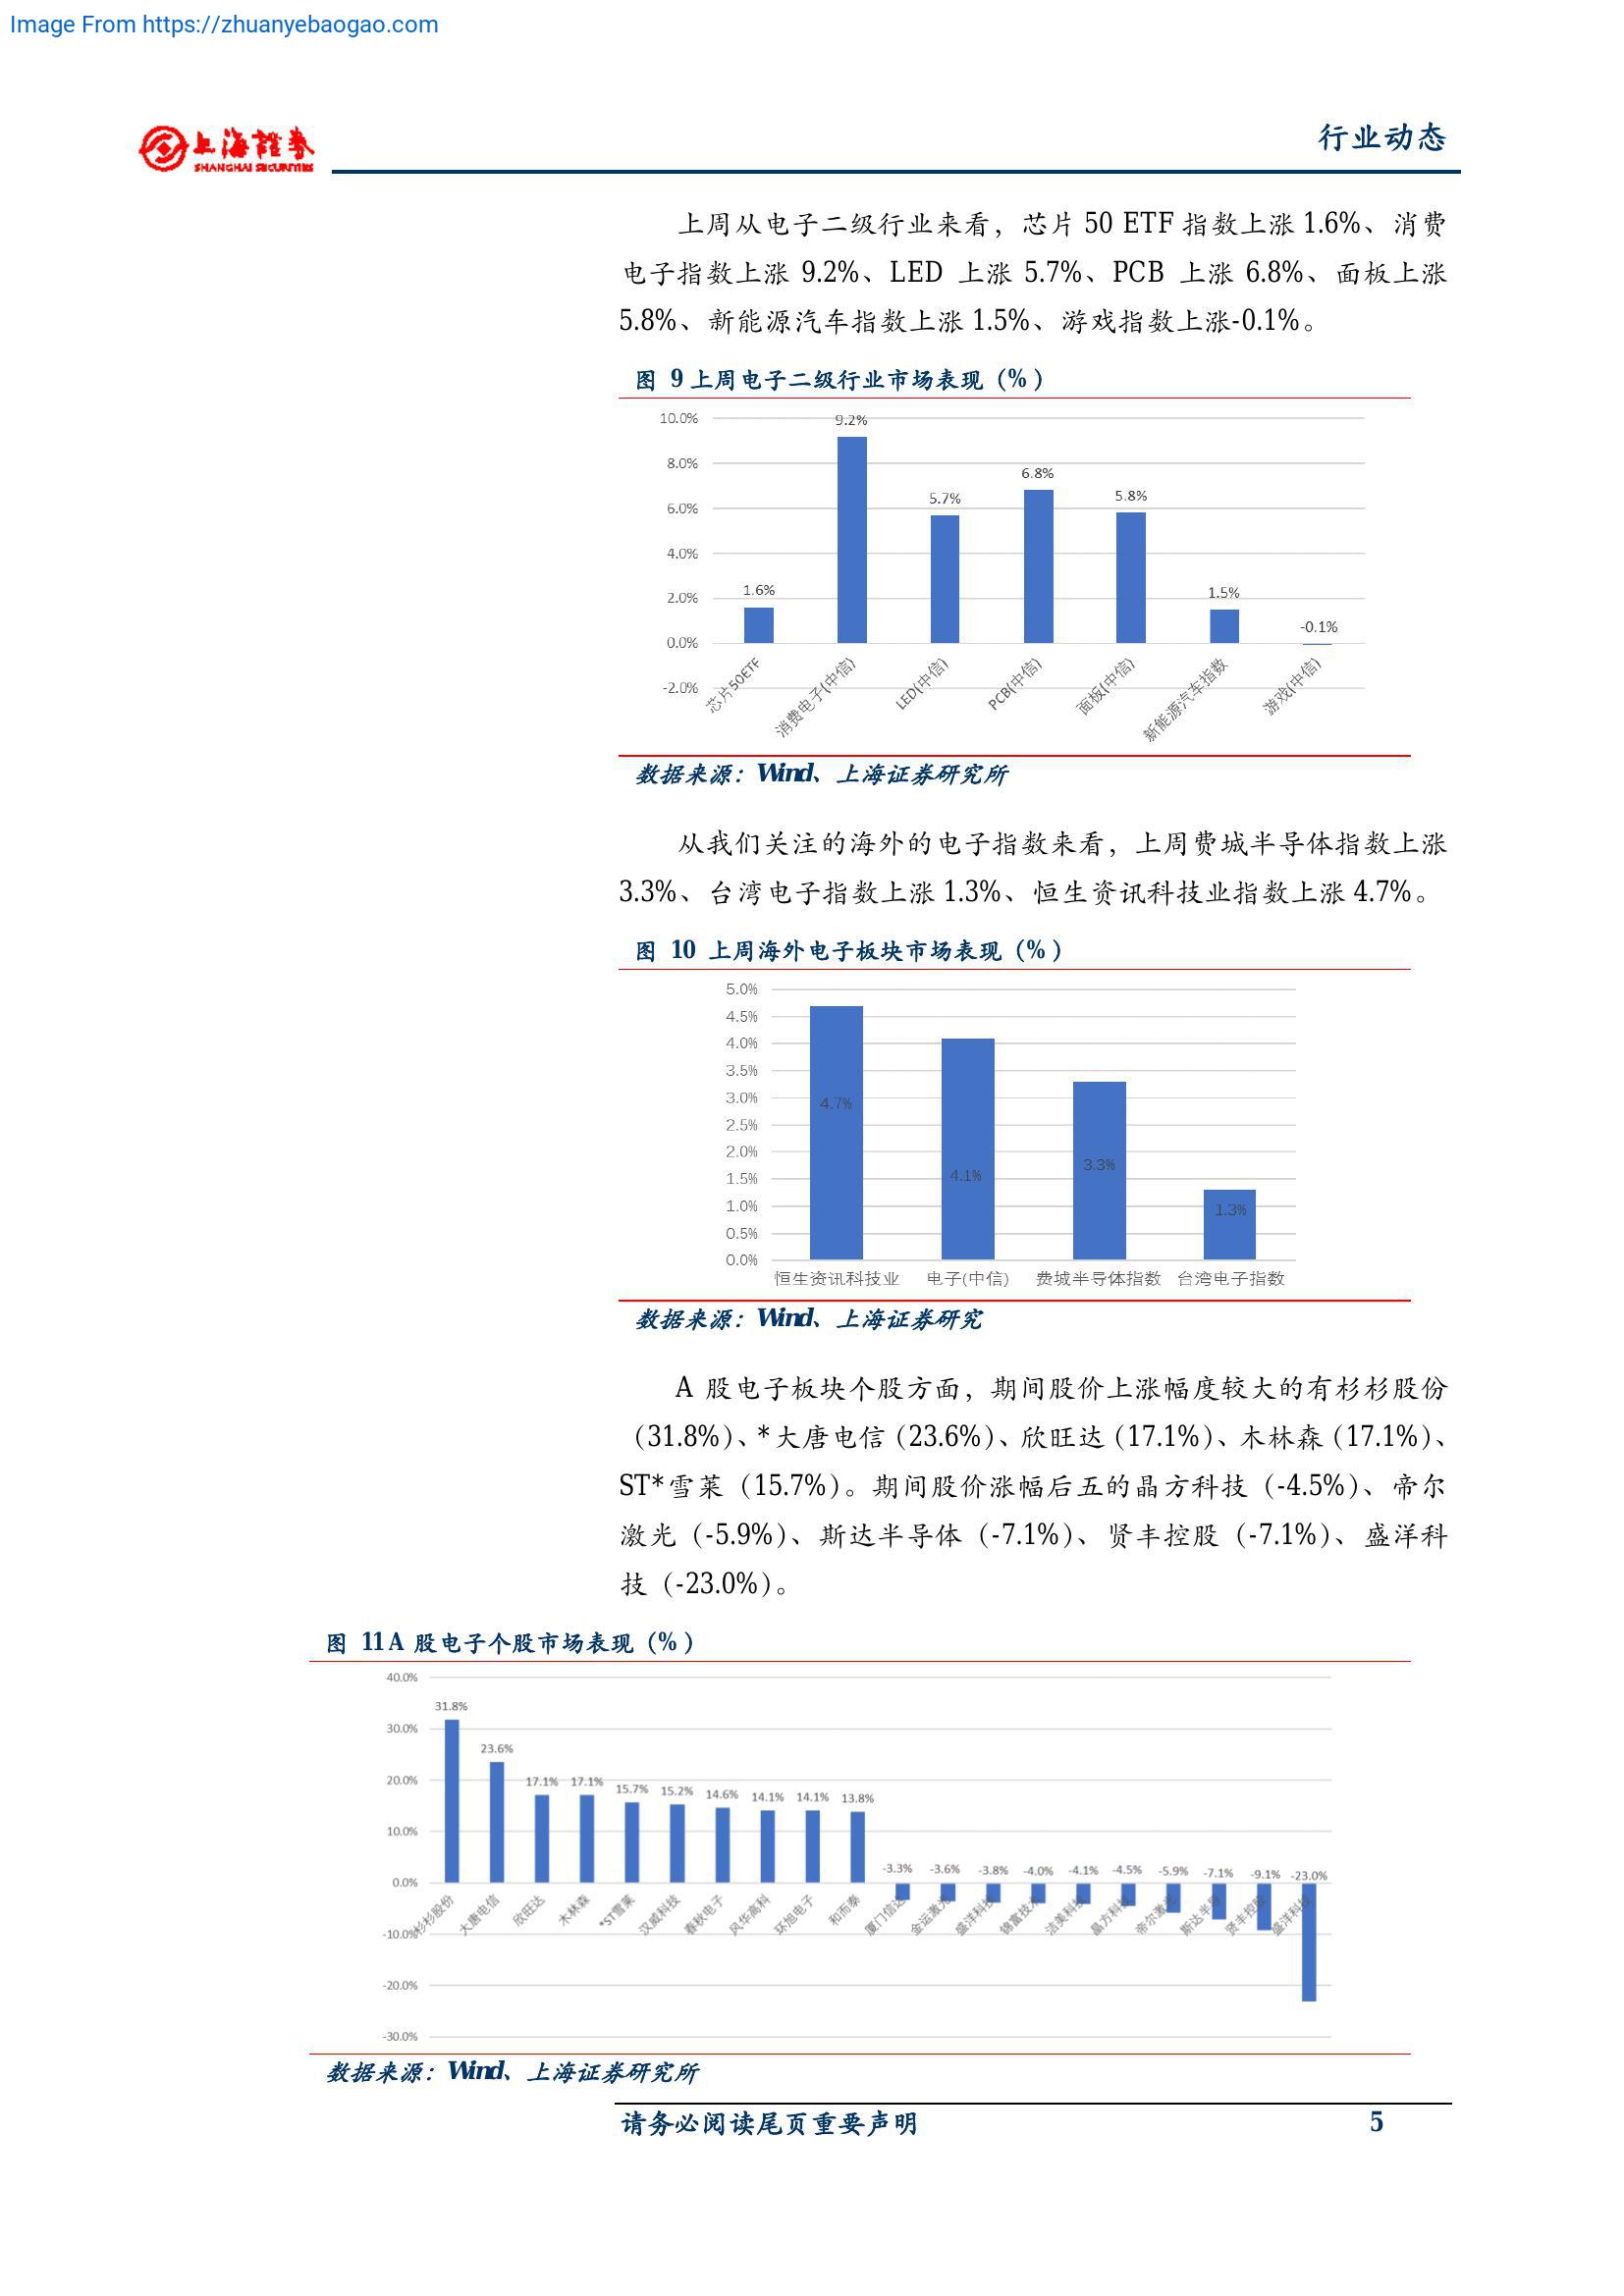 Image From https://zhuanyebaogao.com
上海證券
SHANGHAI SECURITIES
行业动态
上周从电子二级行业来看，芯片 50 ETF 指数上涨 1.6%、消费
电子指数上涨 9.2%、LED 上涨 5.7%、PCB 上涨 6.8%、面板上涨
5.8%、新能源汽车指数上涨 1.5%、游戏指数上涨-0.1%。
图 9 上周电子二级行业市场表现（%）
10.0%
8.0%
6.0%
4.0%
2.0%
0.0%
-2.0%
1.6%
9.2%
5.7%
6.8%
5.8%
1.5%
-0.1%
芯片50ETF
消费电子(中信)
LED(中信)
PCB(中信)
面板(中信)
新能源汽车指数
游戏(中信)
数据来源：Wind、上海证券研究所
从我们关注的海外的电子指数来看，上周费城半导体指数上涨
3.3%、台湾电子指数上涨 1.3%、恒生资讯科技业指数上涨 4.7%。
图 10 上周海外电子板块市场表现（%）
5.0%
4.5%
4.0%
3.5%
3.0%
2.5%
2.0%
1.5%
1.0%
0.5%
0.0%
4.7%
4.1%
3.3%
1.3%
恒生资讯科技业
电子(中信)
费城半导体指数
台湾电子指数
数据来源：Wind、上海证券研究
A 股电子板块个股方面，期间股价上涨幅度较大的有杉杉股份
（31.8%）、*大唐电信（23.6%）、欣旺达（17.1%）、木林森（17.1%）、
ST*雪莱（15.7%）。期间股价涨幅后五的晶方科技（-4.5%）、帝尔
激光（-5.9%）、斯达半导体（-7.1%）、贤丰控股（-7.1%）、盛洋科
技（-23.0%）。
图 11A 股电子个股市场表现（%）
40.0%
30.0%
20.0%
10.0%
0.0%
-10.0%
-20.0%
-30.0%
31.8%
23.6%
17.1%
17.1%
15.7%
15.2%
14.6%
14.1%
14.1%
13.8%
-3.3%
-3.6%
-3.8%
-4.0%
-4.1%
-4.5%
-5.9%
-7.1%
-9.1%
-23.0%
杉杉股份
大唐电信
欣旺达
木林森
*ST雪莱
汉威科技
春秋电子
风华高科
环旭电子
和而泰
厦门信达
金运激光
盛洋科技
锦富技术
洁美科技
晶方科技
帝尔激光
斯达半导
贤丰控股
盛洋科技
数据来源：Wind、上海证券研究所
请务必阅读尾页重要声明
5